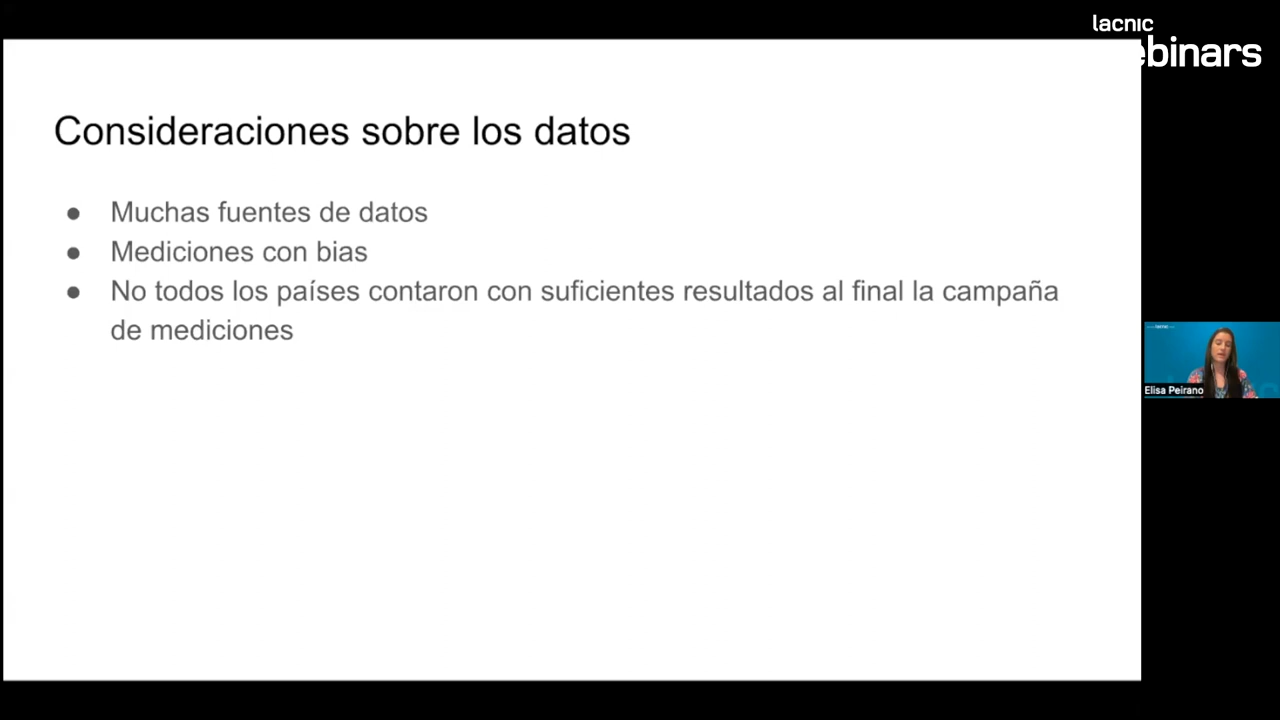 lacnic
ebinars
Consideraciones sobre los datos
● Muchas fuentes de datos
● Mediciones con bias
● No todos los países contaron con suficientes resultados al final la campaña
de mediciones
lacnic
Elisa Peirano